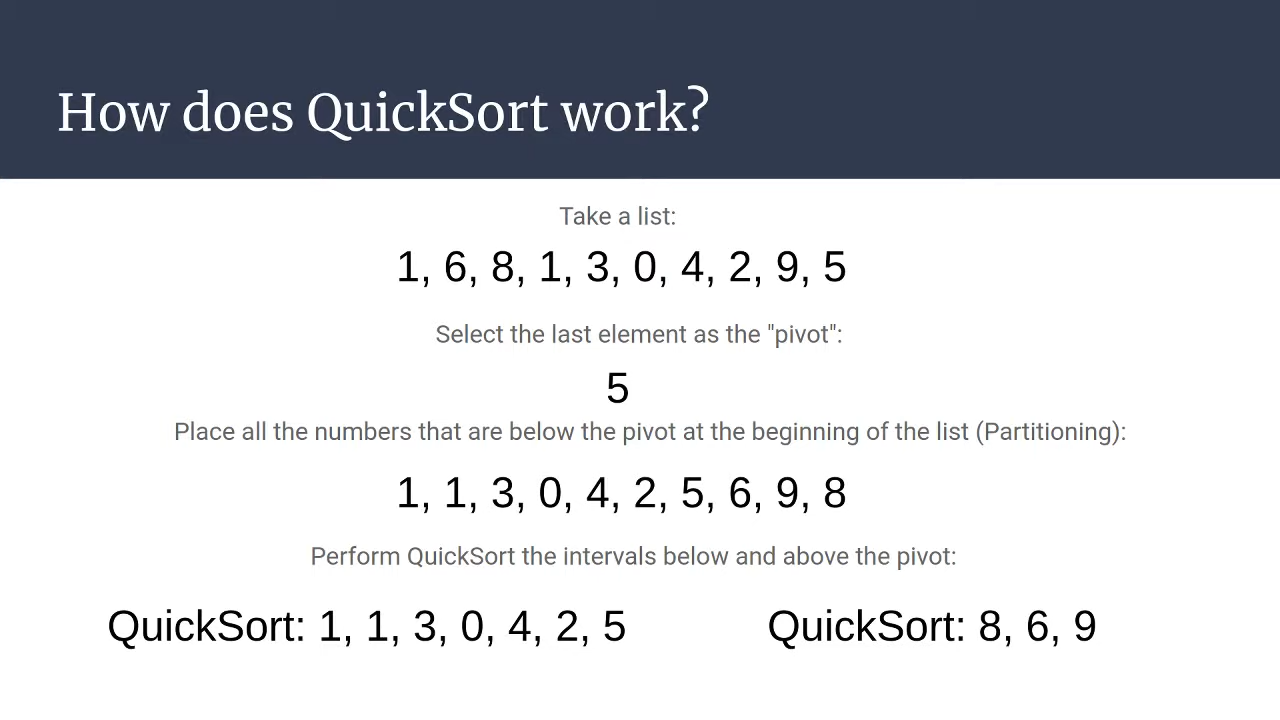 How does QuickSort work?
Take a list:
1, 6, 8, 1, 3, 0, 4, 2, 9, 5
Select the last element as the "pivot":
5
Place all the numbers that are below the pivot at the beginning of the list (Partitioning):
1, 1, 3, 0, 4, 2, 5, 6, 9, 8
Perform QuickSort the intervals below and above the pivot:
QuickSort: 1, 1, 3, 0, 4, 2, 5
QuickSort: 8, 6, 9